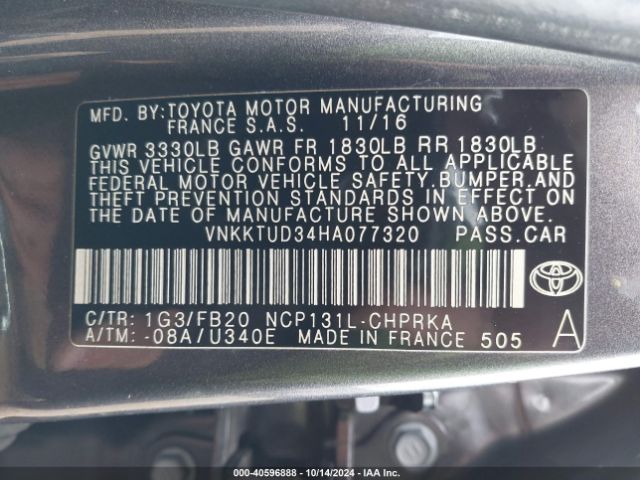 MFD. BY:TOYOTA MOTOR MANUFACTURING
FRANCE S.A.S. 11/16
GVWR 3330LB GAWR FR 1830LB RR 1830LB
THIS VEHICLE CONFORMS TO ALL APPLICABLE
FEDERAL MOTOR VEHICLE SAFETY,BUMPER,AND
THEFT PREVENTION STANDARDS IN EFFECT ON
THE DATE OF MANUFACTURE SHOWN ABOVE.
VNKKTUD34HA077320 PASS.CAR
TOYOTA
C/TR: 1G3/FB20 NCP131L-CHPRKA
A/TM: -08A/U340E MADE IN FRANCE 505
A
000-40596888 - 10/14/2024 - IAAI.com